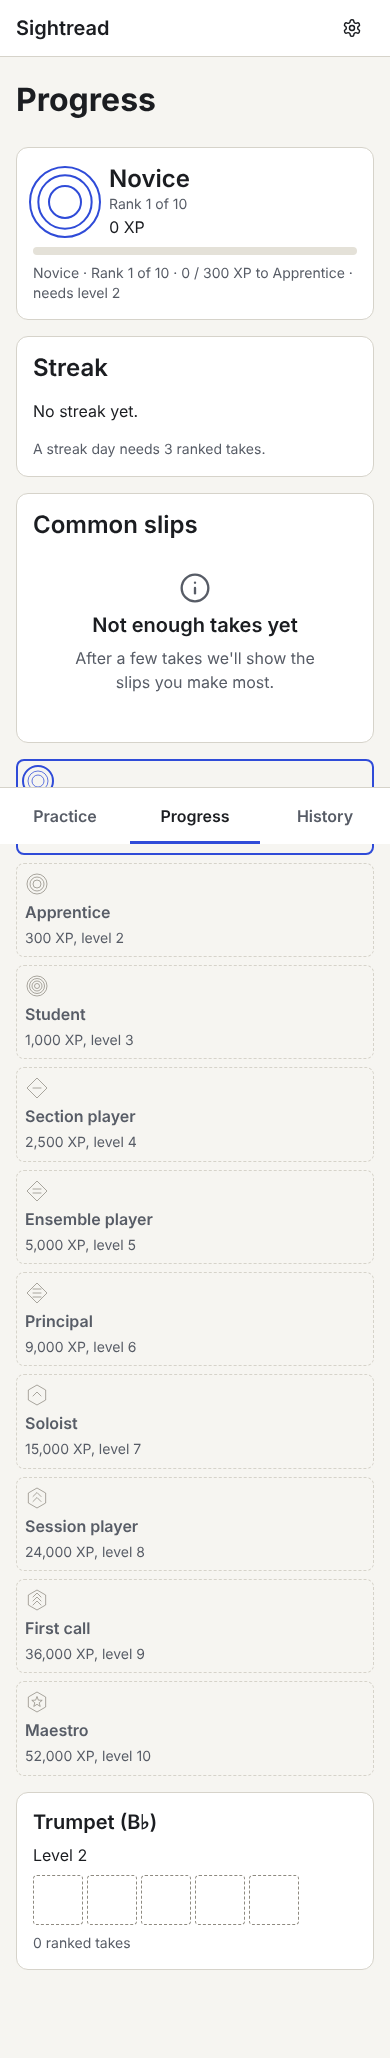 Sightread
Progress
Novice
Rank 1 of 10
0 XP
Novice · Rank 1 of 10 · 0 / 300 XP to Apprentice ·
needs level 2
Streak
No streak yet.
A streak day needs 3 ranked takes.
Common slips
Not enough takes yet
After a few takes we'll show the
slips you make most.
Practice
Progress
History
Apprentice
300 XP, level 2
Student
1,000 XP, level 3
Section player
2,500 XP, level 4
Ensemble player
5,000 XP, level 5
Principal
9,000 XP, level 6
Soloist
15,000 XP, level 7
Session player
24,000 XP, level 8
First call
36,000 XP, level 9
Maestro
52,000 XP, level 10
Trumpet (B♭)
Level 2
0 ranked takes